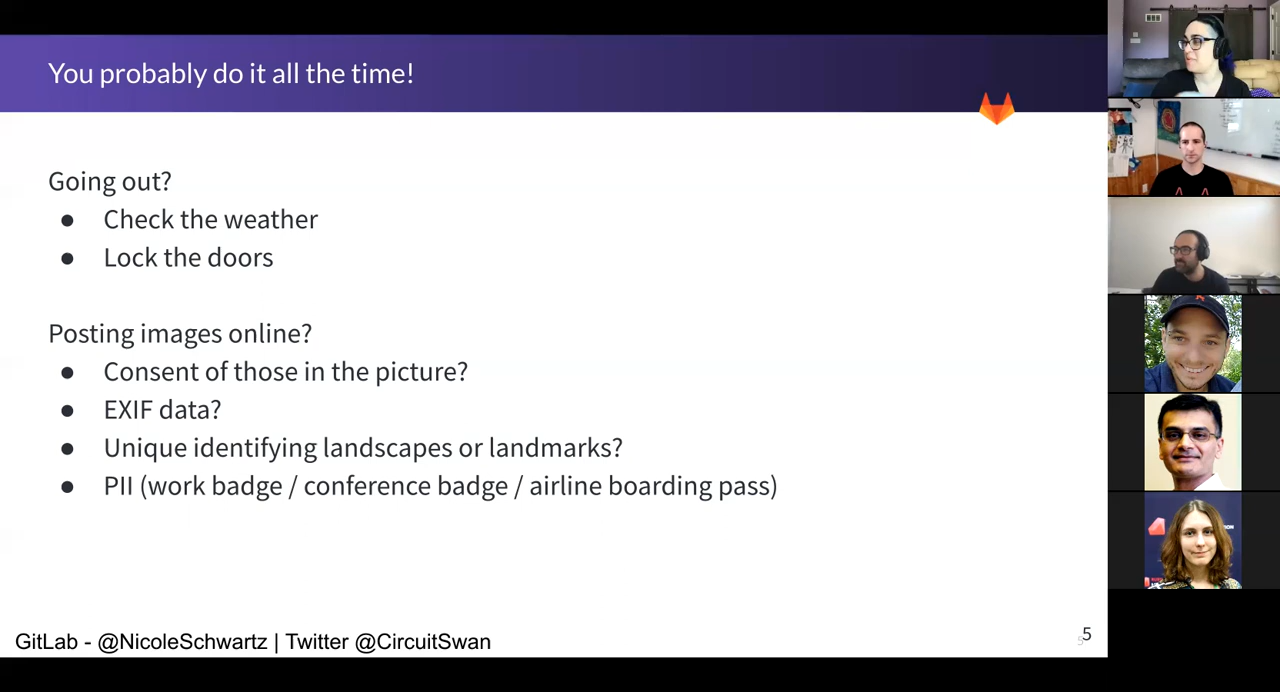 You probably do it all the time!
Going out?
● Check the weather
● Lock the doors
Posting images online?
● Consent of those in the picture?
● EXIF data?
● Unique identifying landscapes or landmarks?
● PII (work badge / conference badge / airline boarding pass)
GitLab - @NicoleSchwartz | Twitter @CircuitSwan
5
5